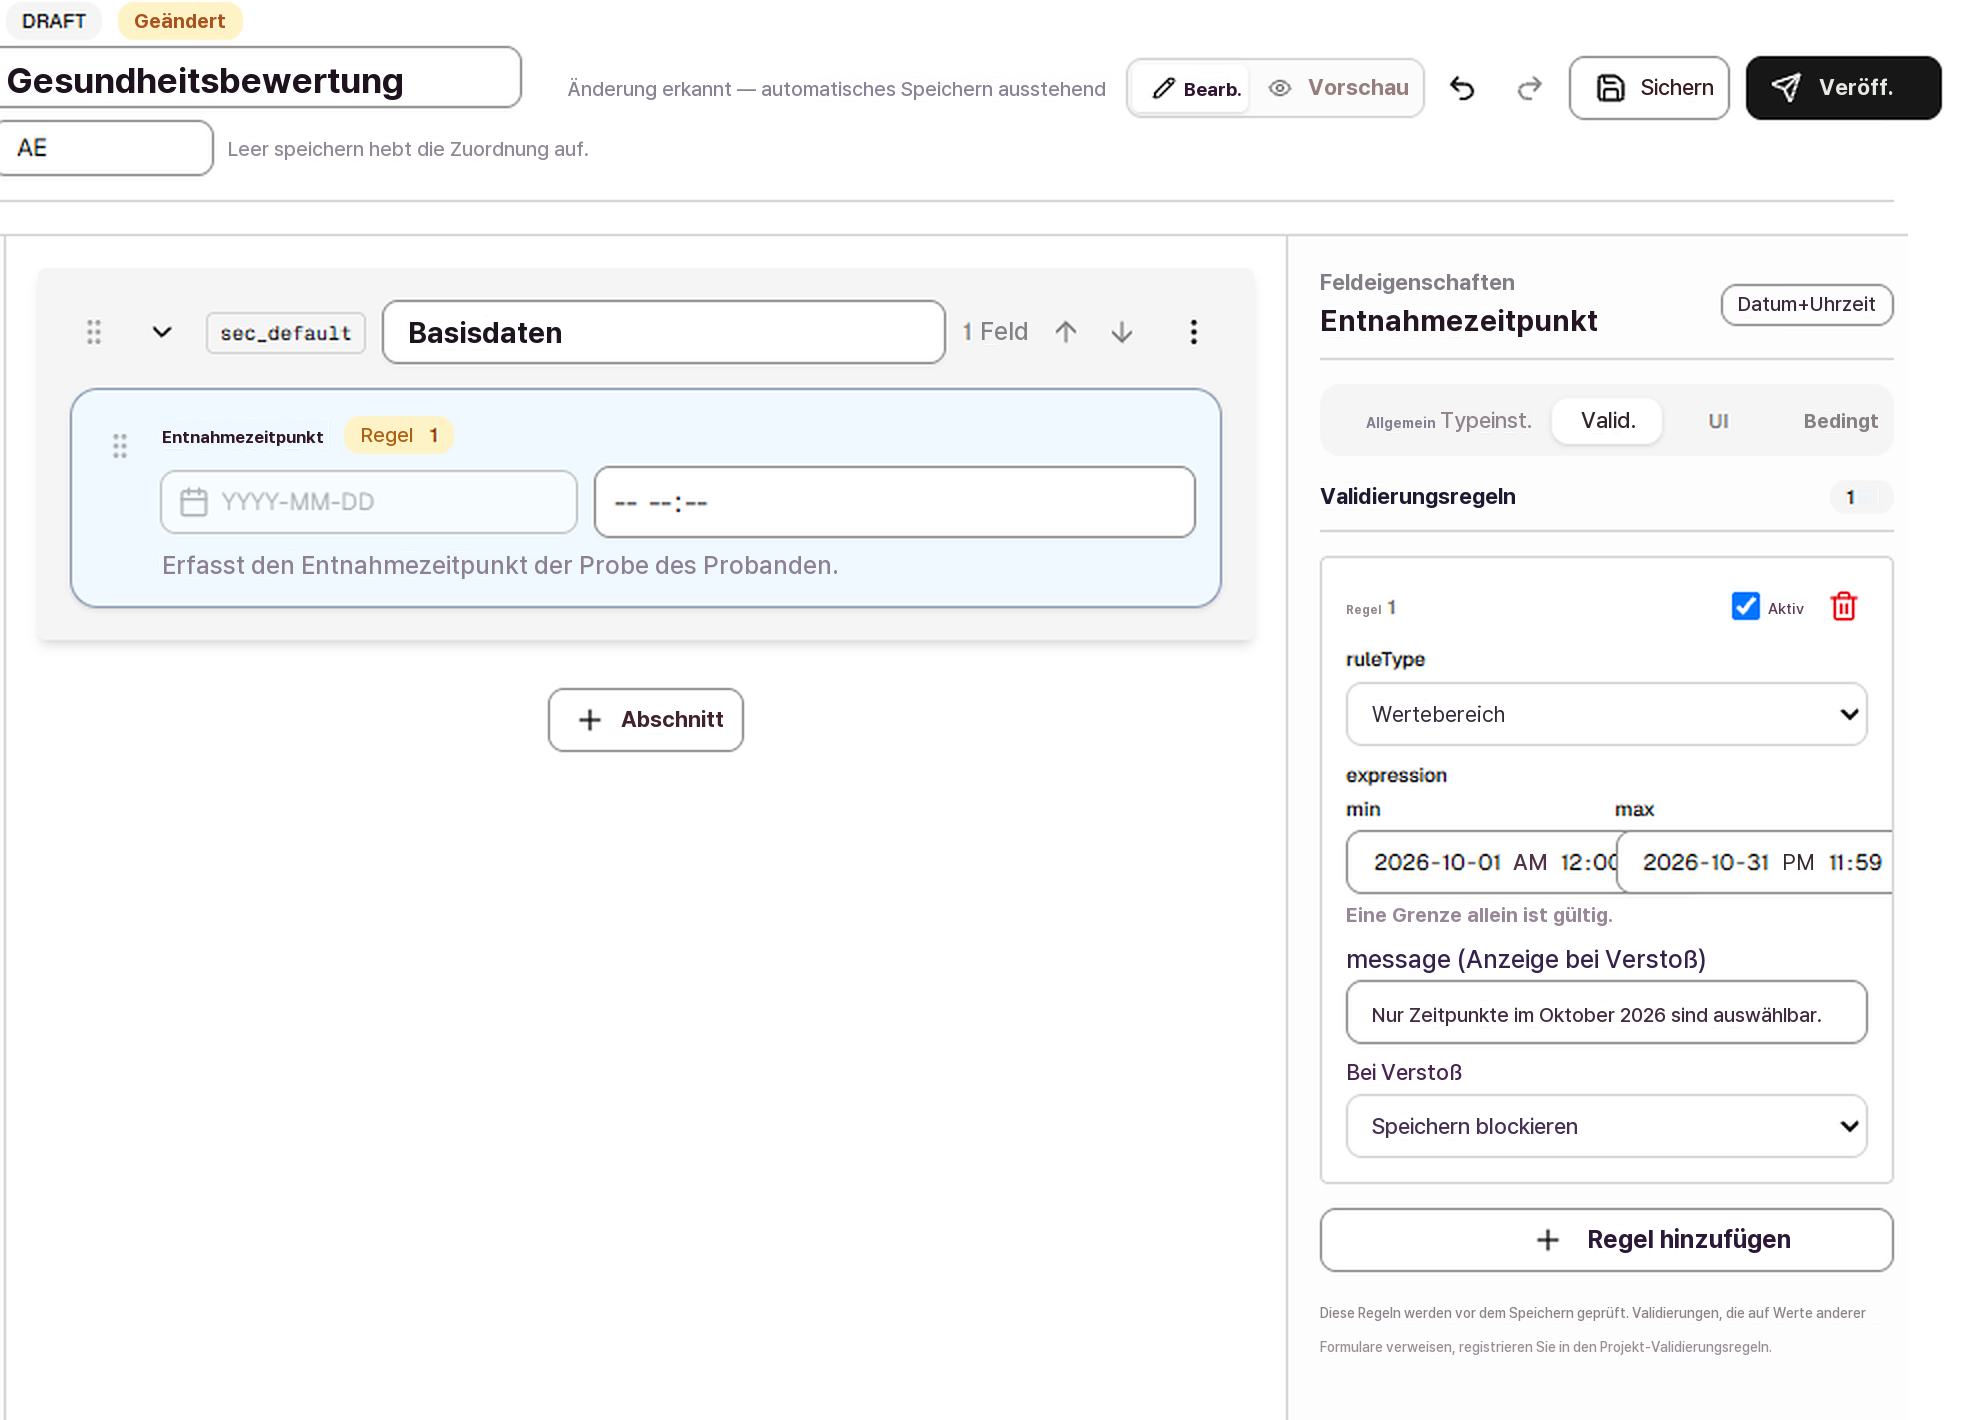 DRAFT Geändert
Gesundheitsbewertung
Änderung erkannt — automatisches Speichern ausstehend
Bearb. Vorschau
Sichern
Veröff.
AE
Leer speichern hebt die Zuordnung auf.
sec_default
Basisdaten
1 Feld
Entnahmezeitpunkt Regel 1
YYYY-MM-DD
-- --:--
Erfasst den Entnahmezeitpunkt der Probe des Probanden.
+ Abschnitt
Feldeigenschaften
Entnahmezeitpunkt
Datum+Uhrzeit
Allgemein Typeinst. Valid. UI Bedingt
Validierungsregeln 1
Regel 1 Aktiv
ruleType
Wertebereich
expression
min max
2026-10-01 AM 12:00 2026-10-31 PM 11:59
Eine Grenze allein ist gültig.
message (Anzeige bei Verstoß)
Nur Zeitpunkte im Oktober 2026 sind auswählbar.
Bei Verstoß
Speichern blockieren
+ Regel hinzufügen
Diese Regeln werden vor dem Speichern geprüft. Validierungen, die auf Werte anderer
Formulare verweisen, registrieren Sie in den Projekt-Validierungsregeln.